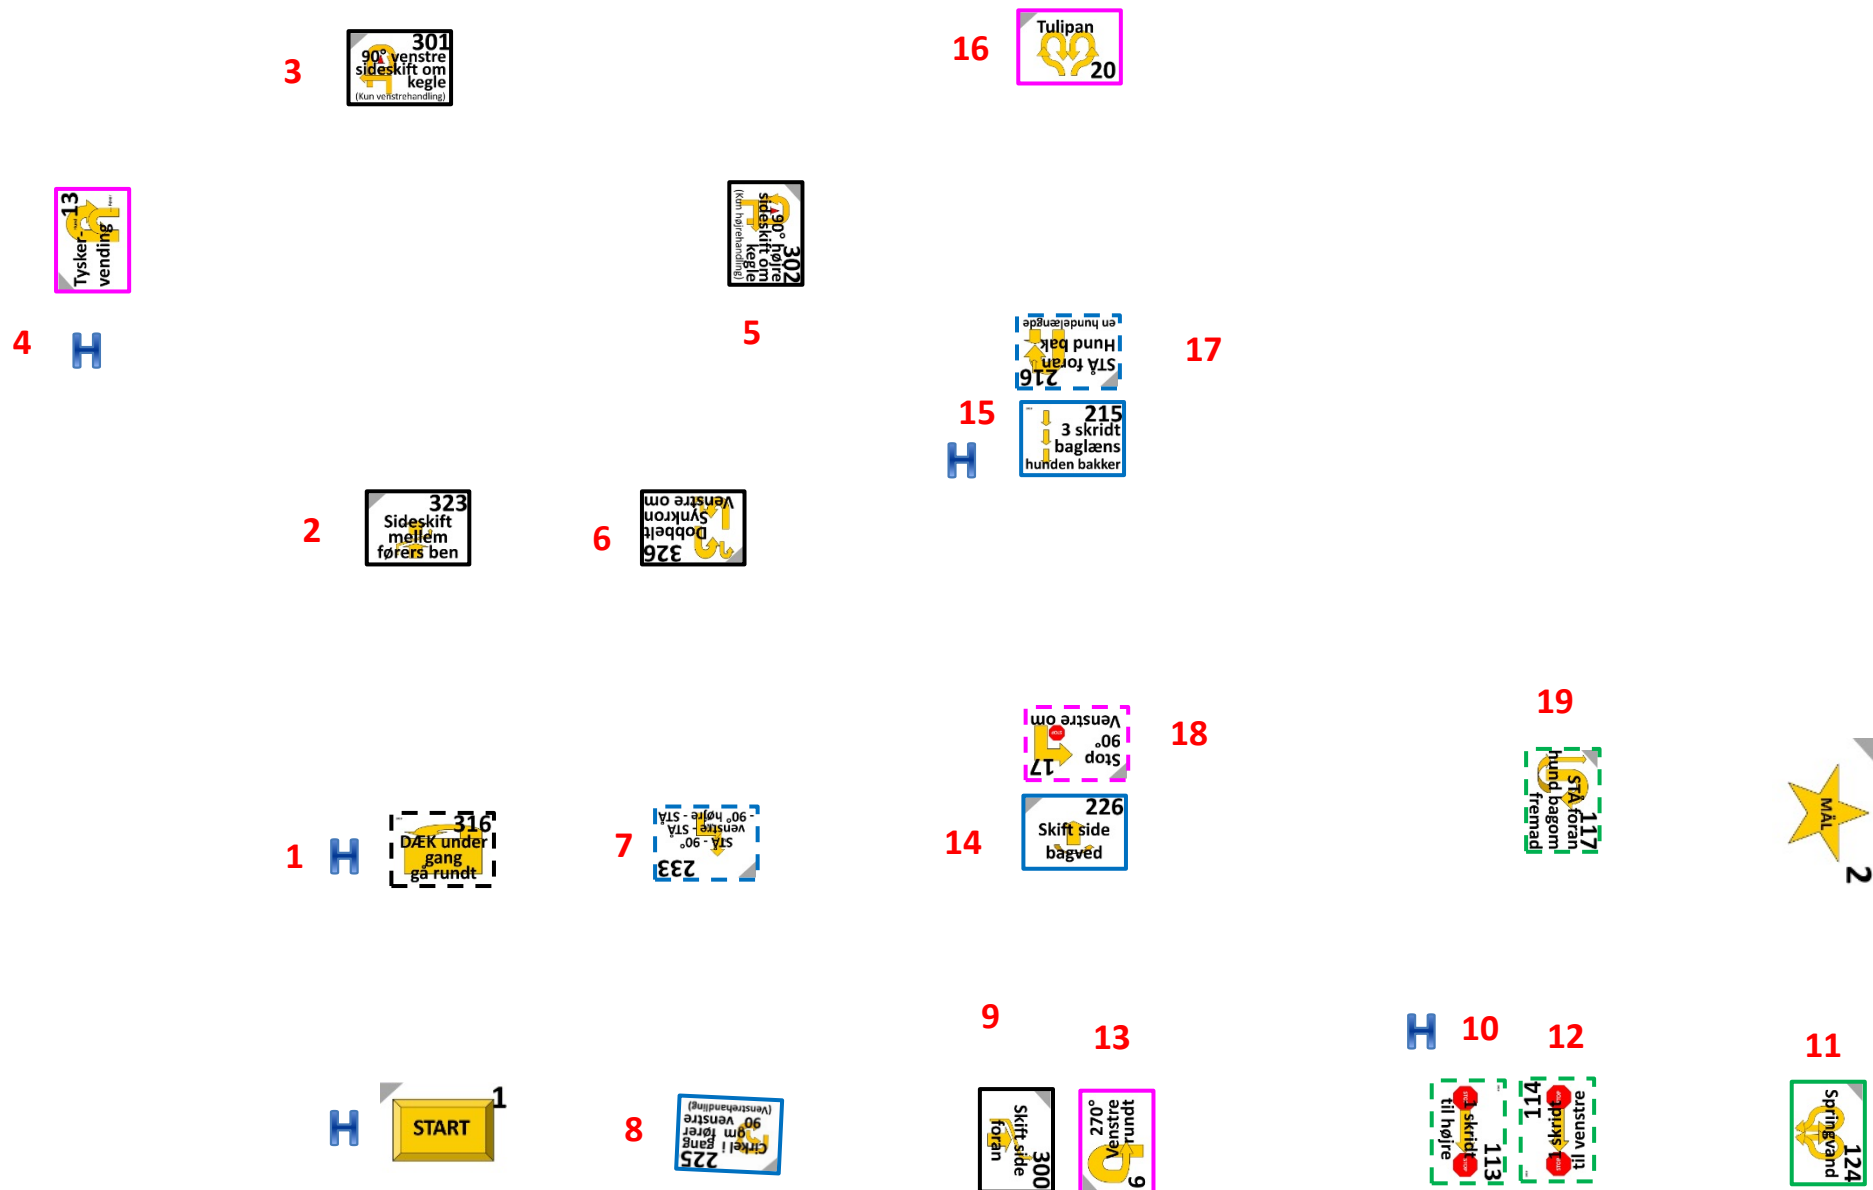 3
301
90° venstre
sideskift om
kegle
(Kun venstrehandling)
16
Tulipan
20
13
Tysker-
vending
4
H
302
90° højre
sideskift om
kegle
(Kun højrehandling)
5
216
STÅ foran
Hund bak
en hundelængde
17
15
H
215
3 skridt
baglæns
hunden bakker
2
323
Sideskift
mellem
førers ben
6
326
Dobbelt
Synkron
Venstre om
18
17
Stop
90°
Venstre om
19
117
STÅ foran
hund bagom
fremad
MÅL
2
1
H
316
DÆK under
gang
gå rundt
7
233
STÅ - 90°
venstre - STÅ
- 90° højre - STÅ
14
226
Skift side
bagved
9
300
Skift side
foran
13
270°
Venstre
rundt
9
H
10
113
1 skridt
til højre
STOP
STOP
12
114
1 skridt
til venstre
STOP
STOP
11
124
Springvand
H
START
1
8
225
Cirkel i gang
om fører
90 venstre
(Venstrehandling)